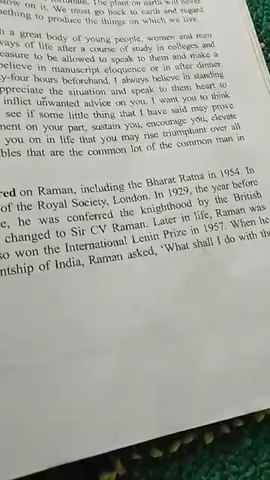 now on it. We must go back to earth and regard
nething to produce the things on which we live.
h a great body of young people, women and men
ways of life after a course of study in colleges and
easure to be allowed to speak to them and make a
believe in manuscript eloquence or in after dinner
y-four hours beforehand. I always believe in standing
appreciate the situation and speak to them heart to
inflict unwanted advice on you. I want you to think
see if some little thing that I have said may prove
ment on your part, sustain you, encourage you, elevate
you on in life that you may rise triumphant over all
bles that are the common lot of the common man in
red on Raman, including the Bharat Ratna in 1954. In
of the Royal Society, London. In 1929, the year before
e, he was conferred the knighthood by the British
changed to Sir CV Raman. Later in life, Raman was
so won the International Lenin Prize in 1957. When he
ntship of India, Raman asked, 'What shall I do with the